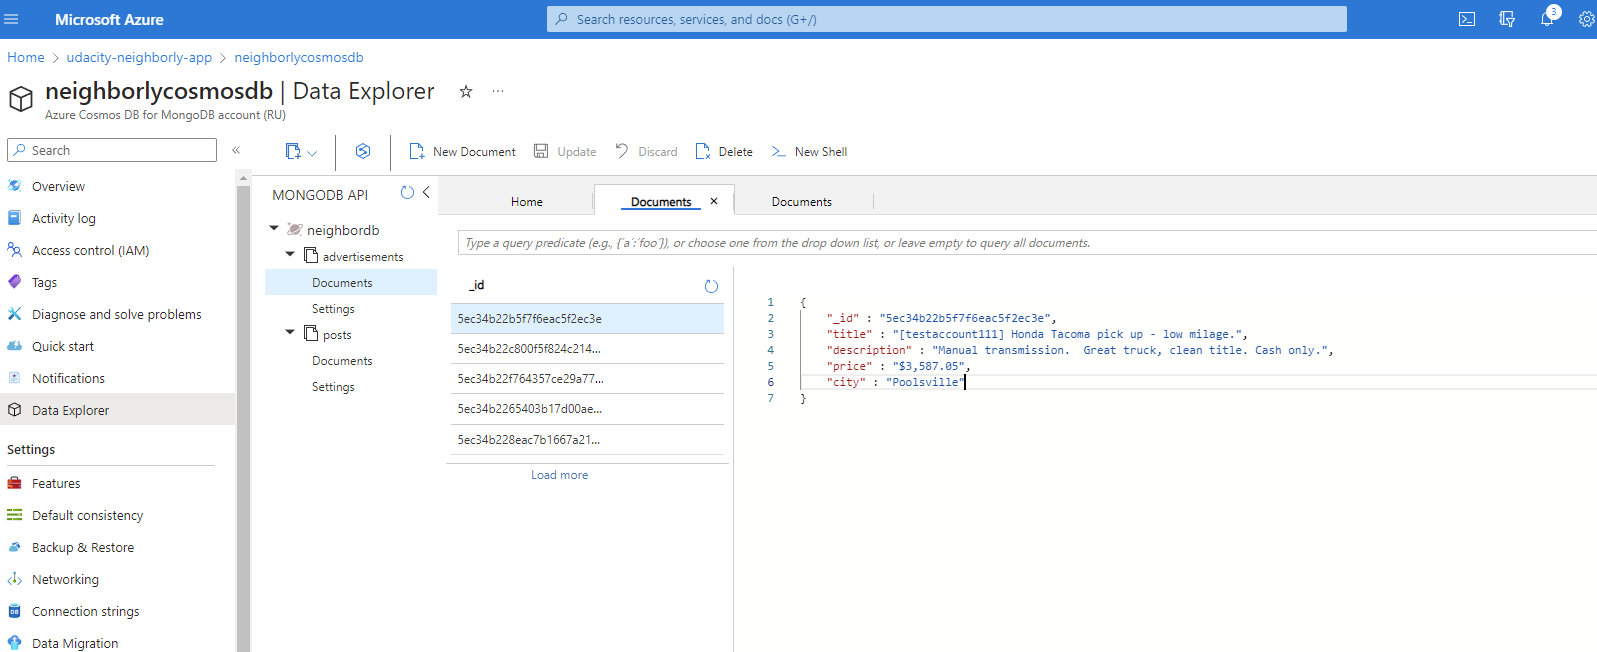 Microsoft Azure
Search resources, services, and docs (G+/)
3
Home > udacity-neighborly-app > neighborlycosmosdb
neighborlycosmosdb | Data Explorer
Azure Cosmos DB for MongoDB account (RU)
Search
Overview
Activity log
Access control (IAM)
Tags
Diagnose and solve problems
Quick start
Notifications
Data Explorer
Settings
Features
Default consistency
Backup & Restore
Networking
Connection strings
Data Migration
New Document
Update
Discard
Delete
New Shell
MONGODB API
neighbordb
advertisements
Documents
Settings
posts
Documents
Settings
Home
Documents
Documents
Type a query predicate (e.g., {´a´:´foo´}), or choose one from the drop down list, or leave empty to query all documents.
_id
5ec34b22b5f7f6eac5f2ec3e
5ec34b22c800f5f824c214...
5ec34b22f764357ce29a77...
5ec34b2265403b17d00ae...
5ec34b228eac7b1667a21...
Load more
1 {
2 "_id" : "5ec34b22b5f7f6eac5f2ec3e",
3 "title" : "[testaccount111] Honda Tacoma pick up - low milage.",
4 "description" : "Manual transmission.  Great truck, clean title. Cash only.",
5 "price" : "$3,587.05",
6 "city" : "Poolsville"
7 }